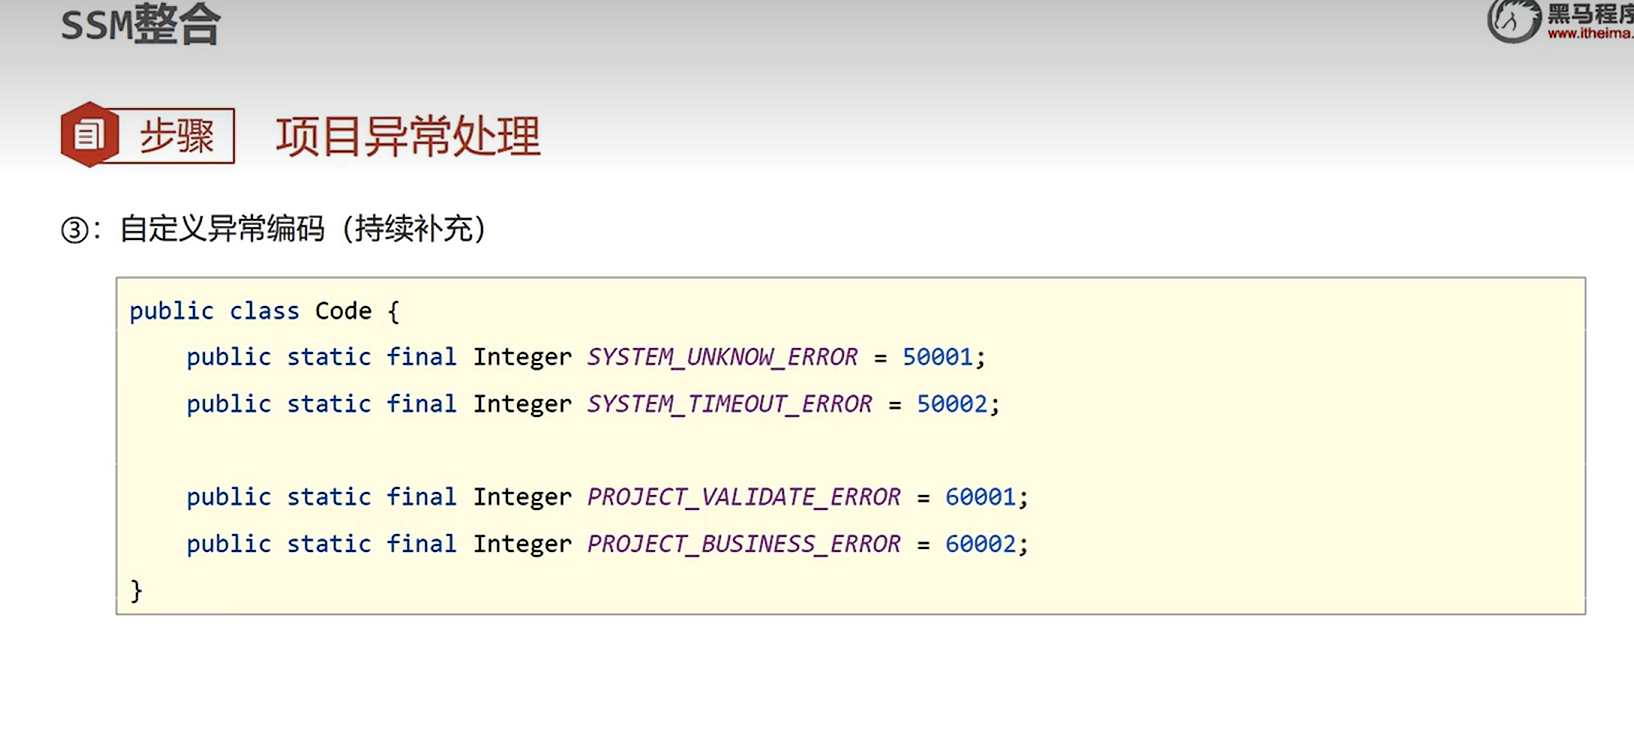 SSM整合
黑马程序
www.itheima.
步骤
项目异常处理
③：自定义异常编码（持续补充）
public class Code {
    public static final Integer SYSTEM_UNKNOW_ERROR = 50001;
    public static final Integer SYSTEM_TIMEOUT_ERROR = 50002;
    public static final Integer PROJECT_VALIDATE_ERROR = 60001;
    public static final Integer PROJECT_BUSINESS_ERROR = 60002;
}